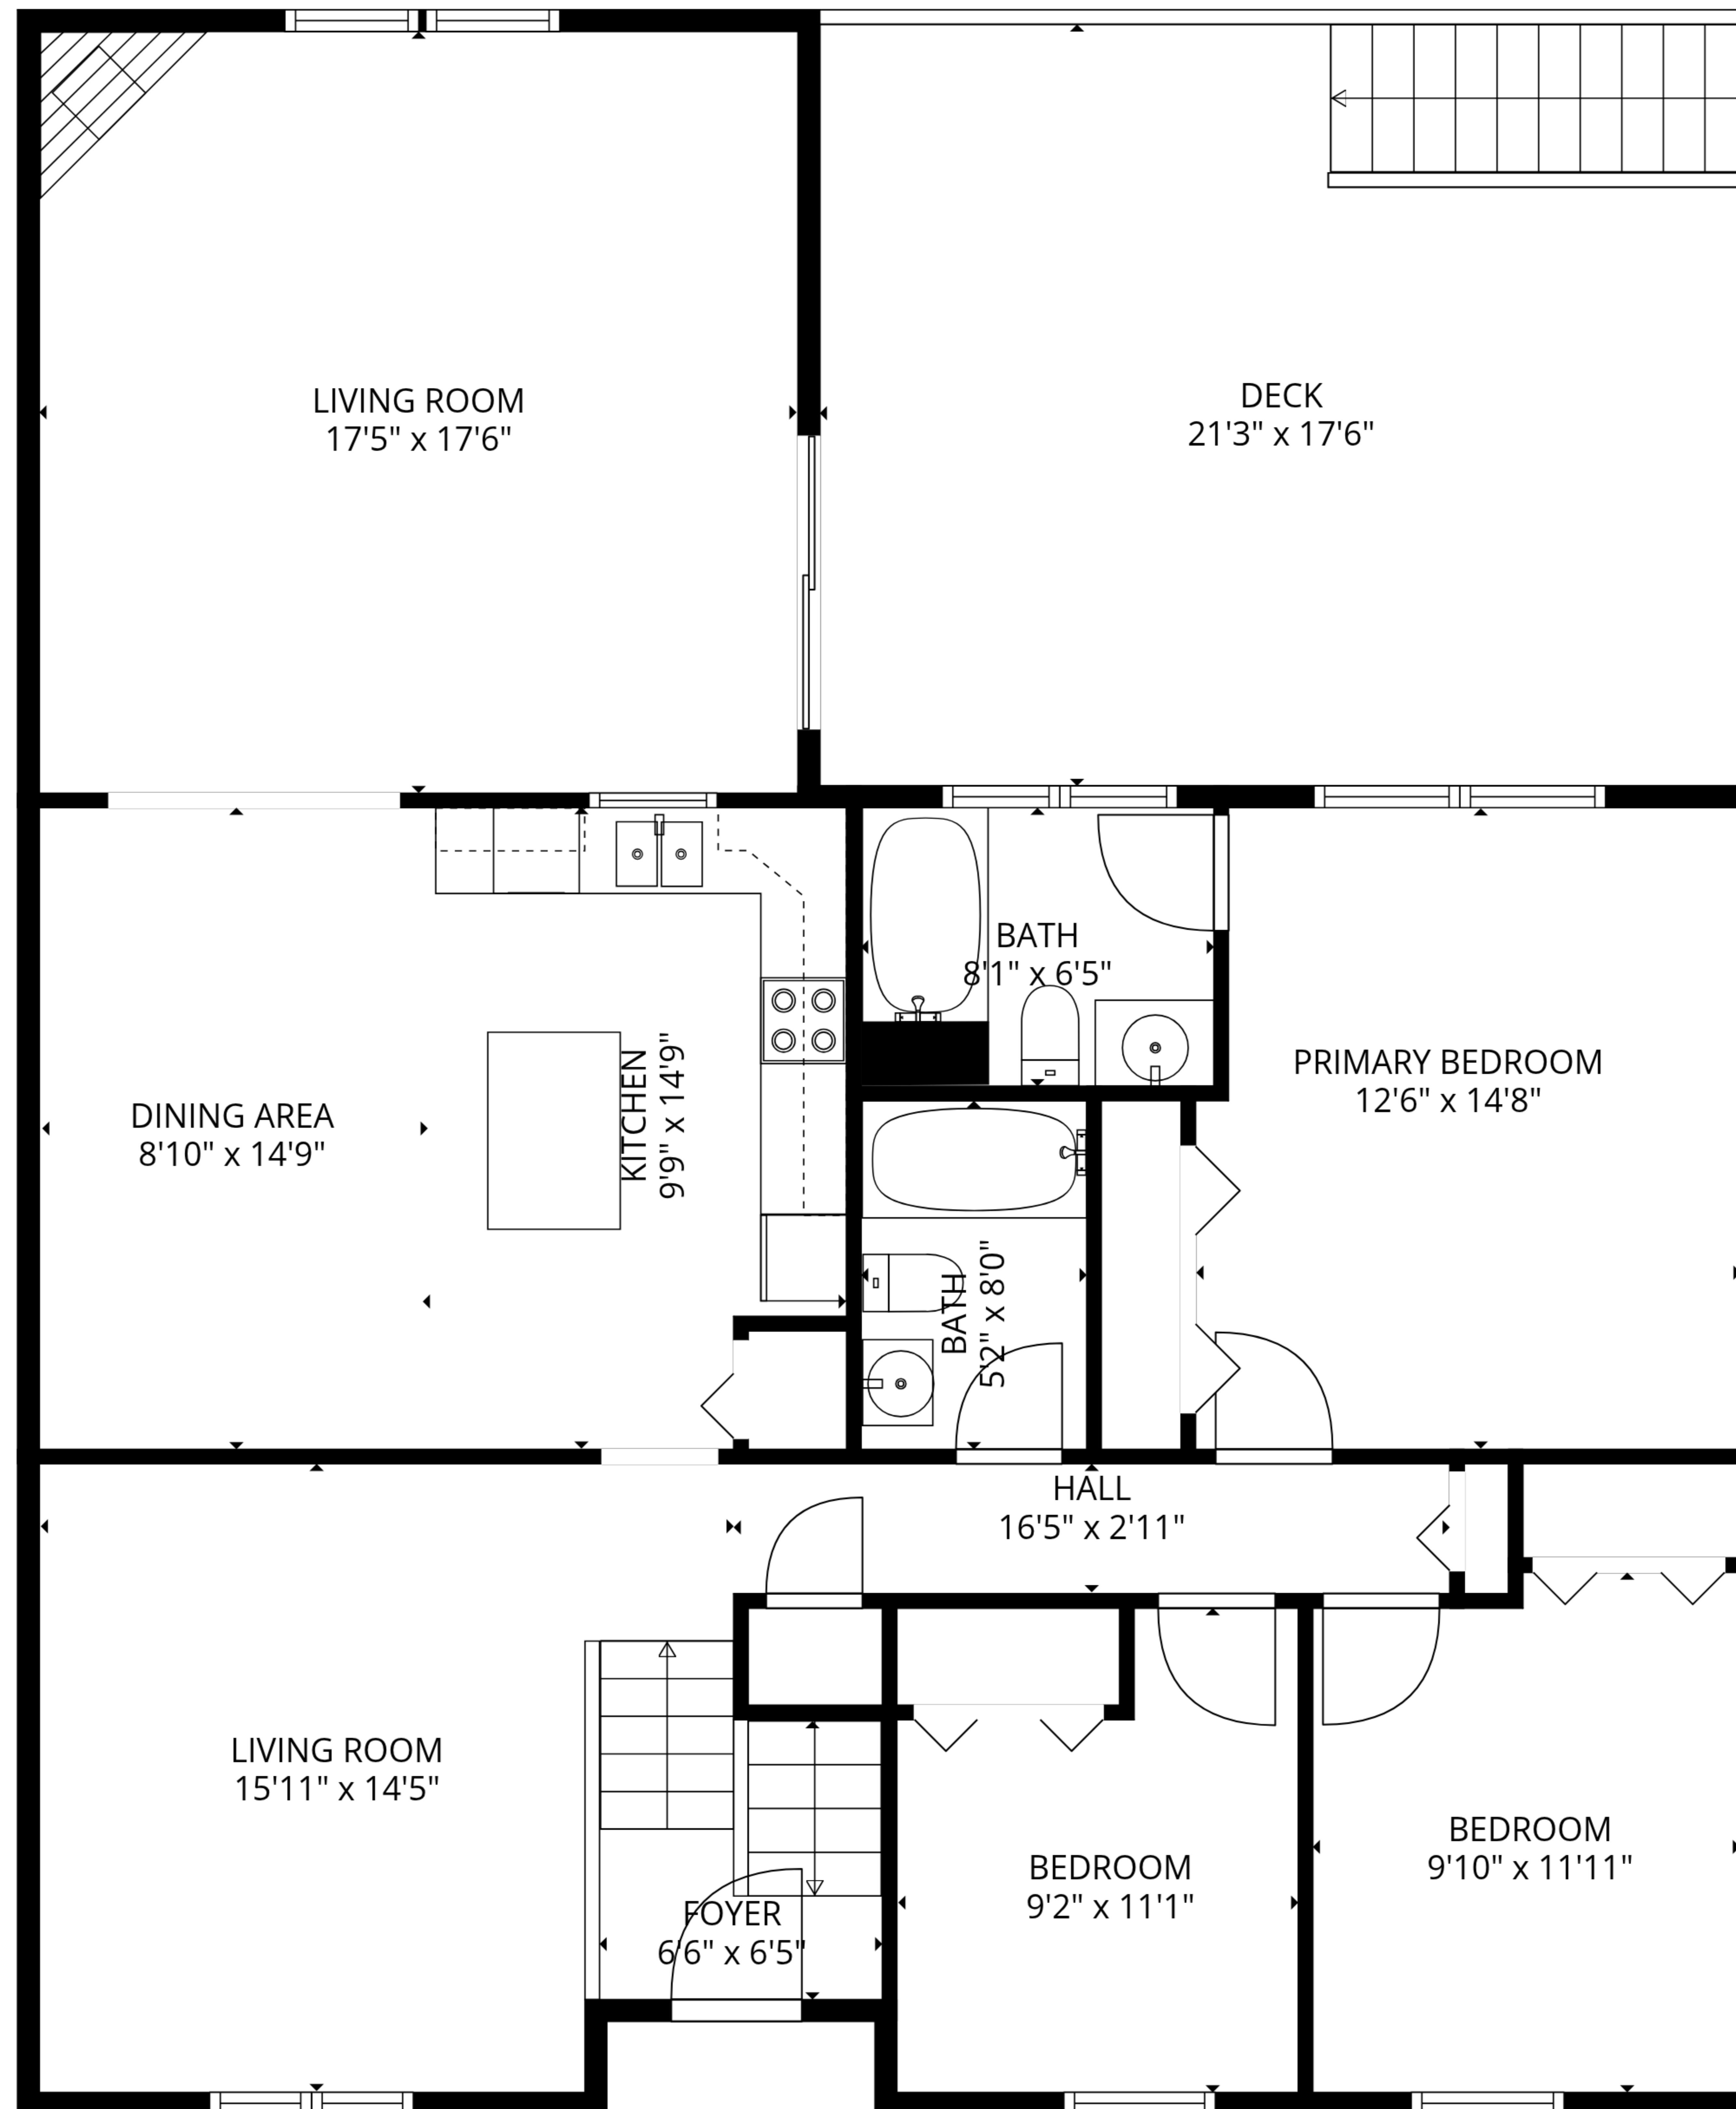 LIVING ROOM
17'5" x 17'6"
DECK
21'3" x 17'6"
BATH
8'1" x 6'5"
PRIMARY BEDROOM
12'6" x 14'8"
DINING AREA
8'10" x 14'9"
KITCHEN
9'9" x 14'9"
BATH
5'2" x 8'0"
HALL
16'5" x 2'11"
LIVING ROOM
15'11" x 14'5"
FOYER
6'6" x 6'5"
BEDROOM
9'2" x 11'1"
BEDROOM
9'10" x 11'11"